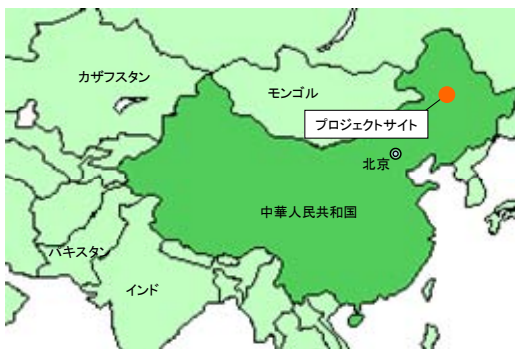 カザフスタン
モンゴル
プロジェクトサイト
北京
中華人民共和国
パキスタン
インド